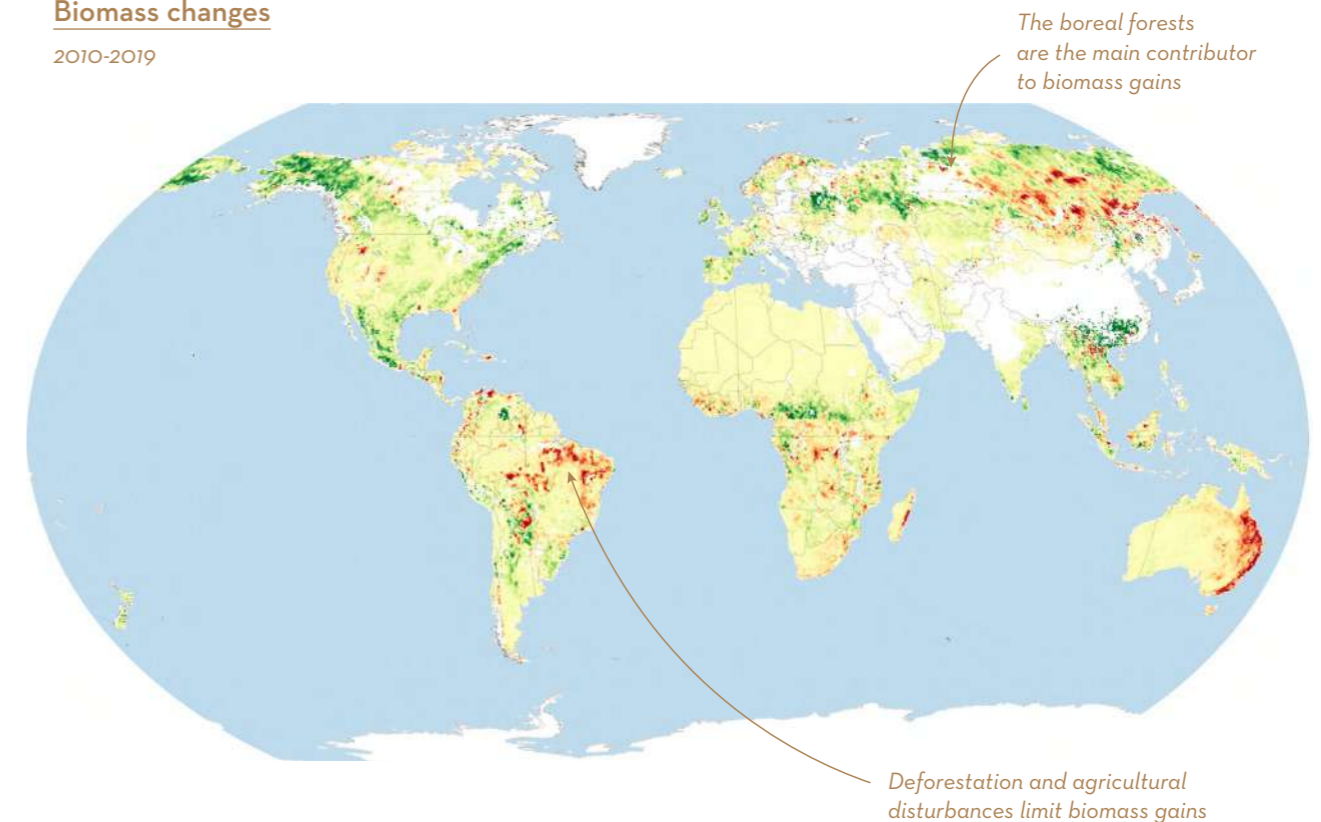 Biomass changes
2010-2019
The boreal forests
are the main contributor
to biomass gains
Deforestation and agricultural
disturbances limit biomass gains